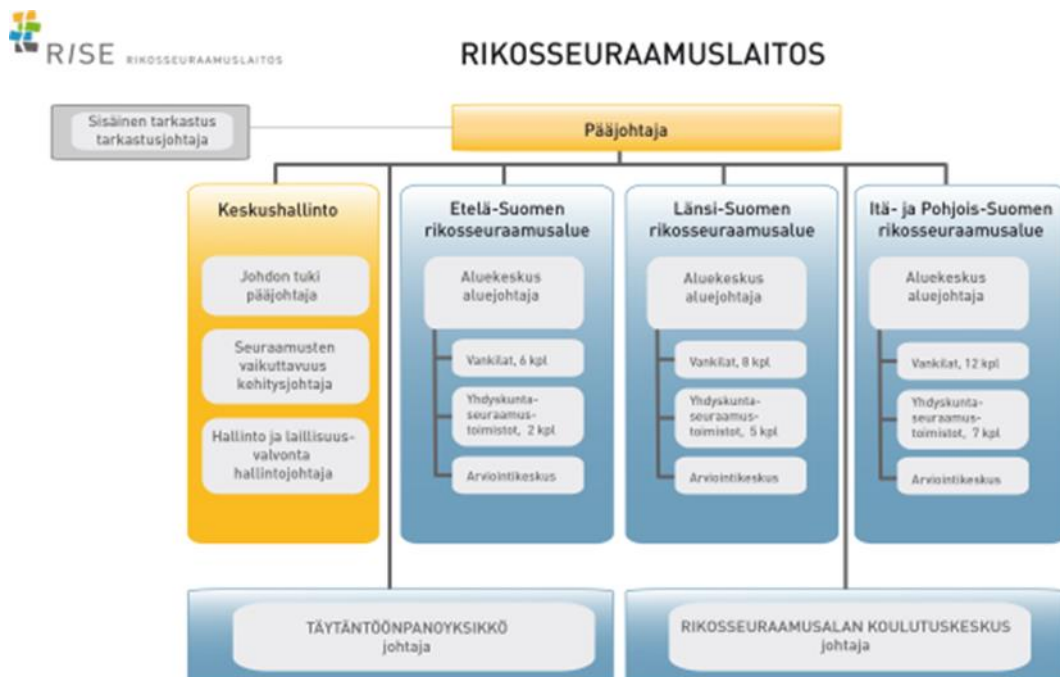 RISE RIKOSSEURAAMUSLAITOS
RIKOSSEURAAMUSLAITOS
Sisäinen tarkastus
tarkastusjohtaja
Pääjohtaja
Keskushallinto
Johdon tuki
pääjohtaja
Seuraamusten
vaikuttavuus
kehitysjohtaja
Hallinto ja laillisuus-
valvonta
hallintojohtaja
Etelä-Suomen
rikosseuraamusalue
Aluekeskus
aluejohtaja
Vankilat, 6 kpl
Yhdyskunta-
seuraamus-
toimistot, 2 kpl
Arviointikeskus
Länsi-Suomen
rikosseuraamusalue
Aluekeskus
aluejohtaja
Vankilat, 8 kpl
Yhdyskunta-
seuraamus-
toimistot, 5 kpl
Arviointikeskus
Itä- ja Pohjois-Suomen
rikosseuraamusalue
Aluekeskus
aluejohtaja
Vankilat, 12 kpl
Yhdyskunta-
seuraamus-
toimistot, 7 kpl
Arviointikeskus
TÄYTÄNTÖÖNPANOYKSIKKÖ
johtaja
RIKOSSEURAAMUSALAN KOULUTUSKESKUS
johtaja